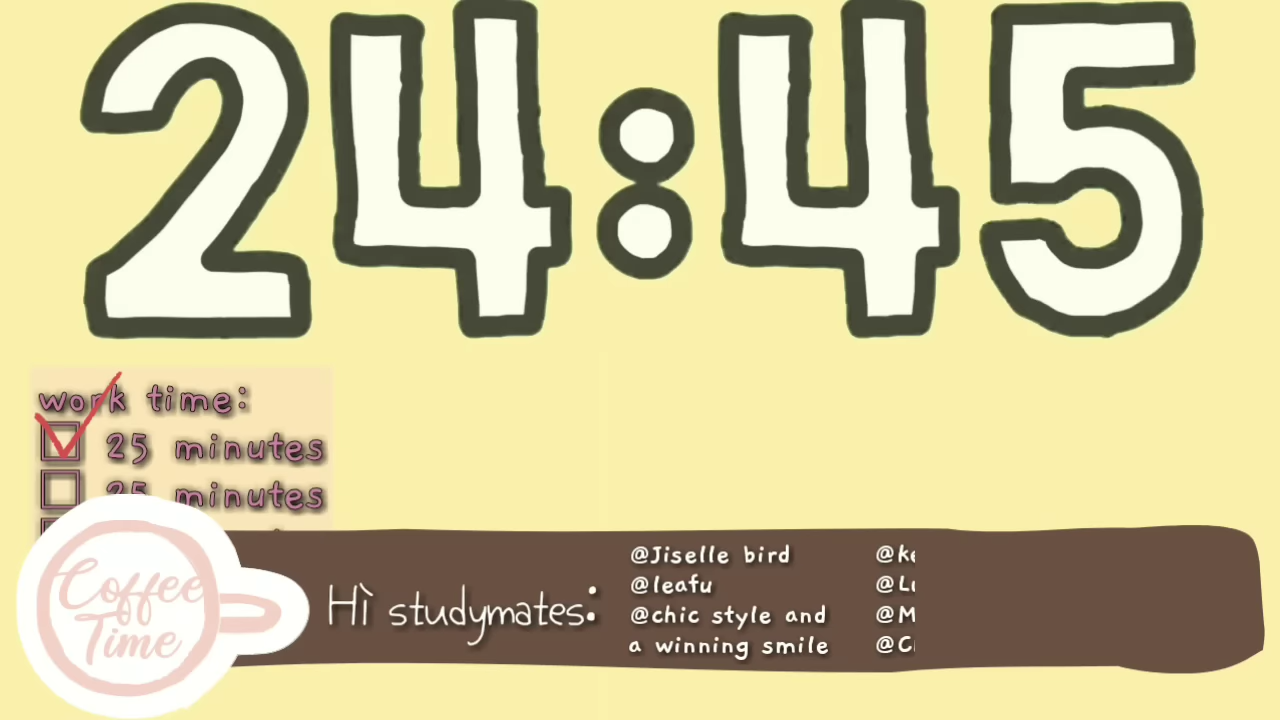 24:45
work time:
25 minutes
25 minutes
Coffee
Time
Hi studymates:
@Jiselle bird
@leafu
@chic style and
a winning smile